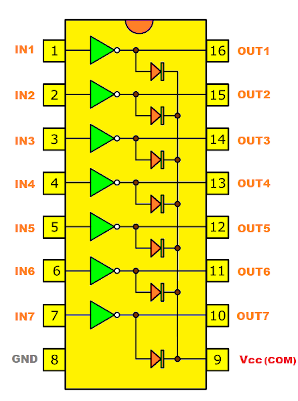 IN1 1 16 OUT1
IN2 2 15 OUT2
IN3 3 14 OUT3
IN4 4 13 OUT4
IN5 5 12 OUT5
IN6 6 11 OUT6
IN7 7 10 OUT7
GND 8 9 Vcc(COM)